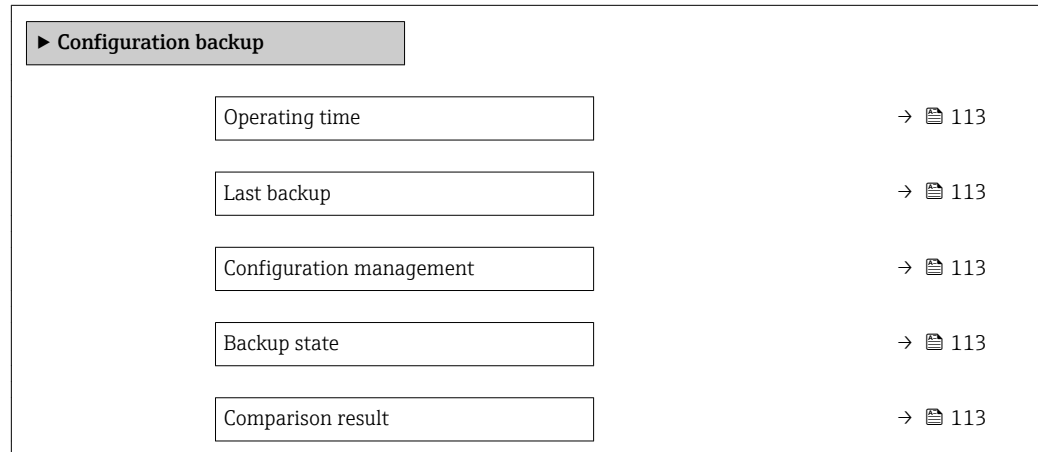 ▶ Configuration backup
Operating time → 113
Last backup → 113
Configuration management → 113
Backup state → 113
Comparison result → 113